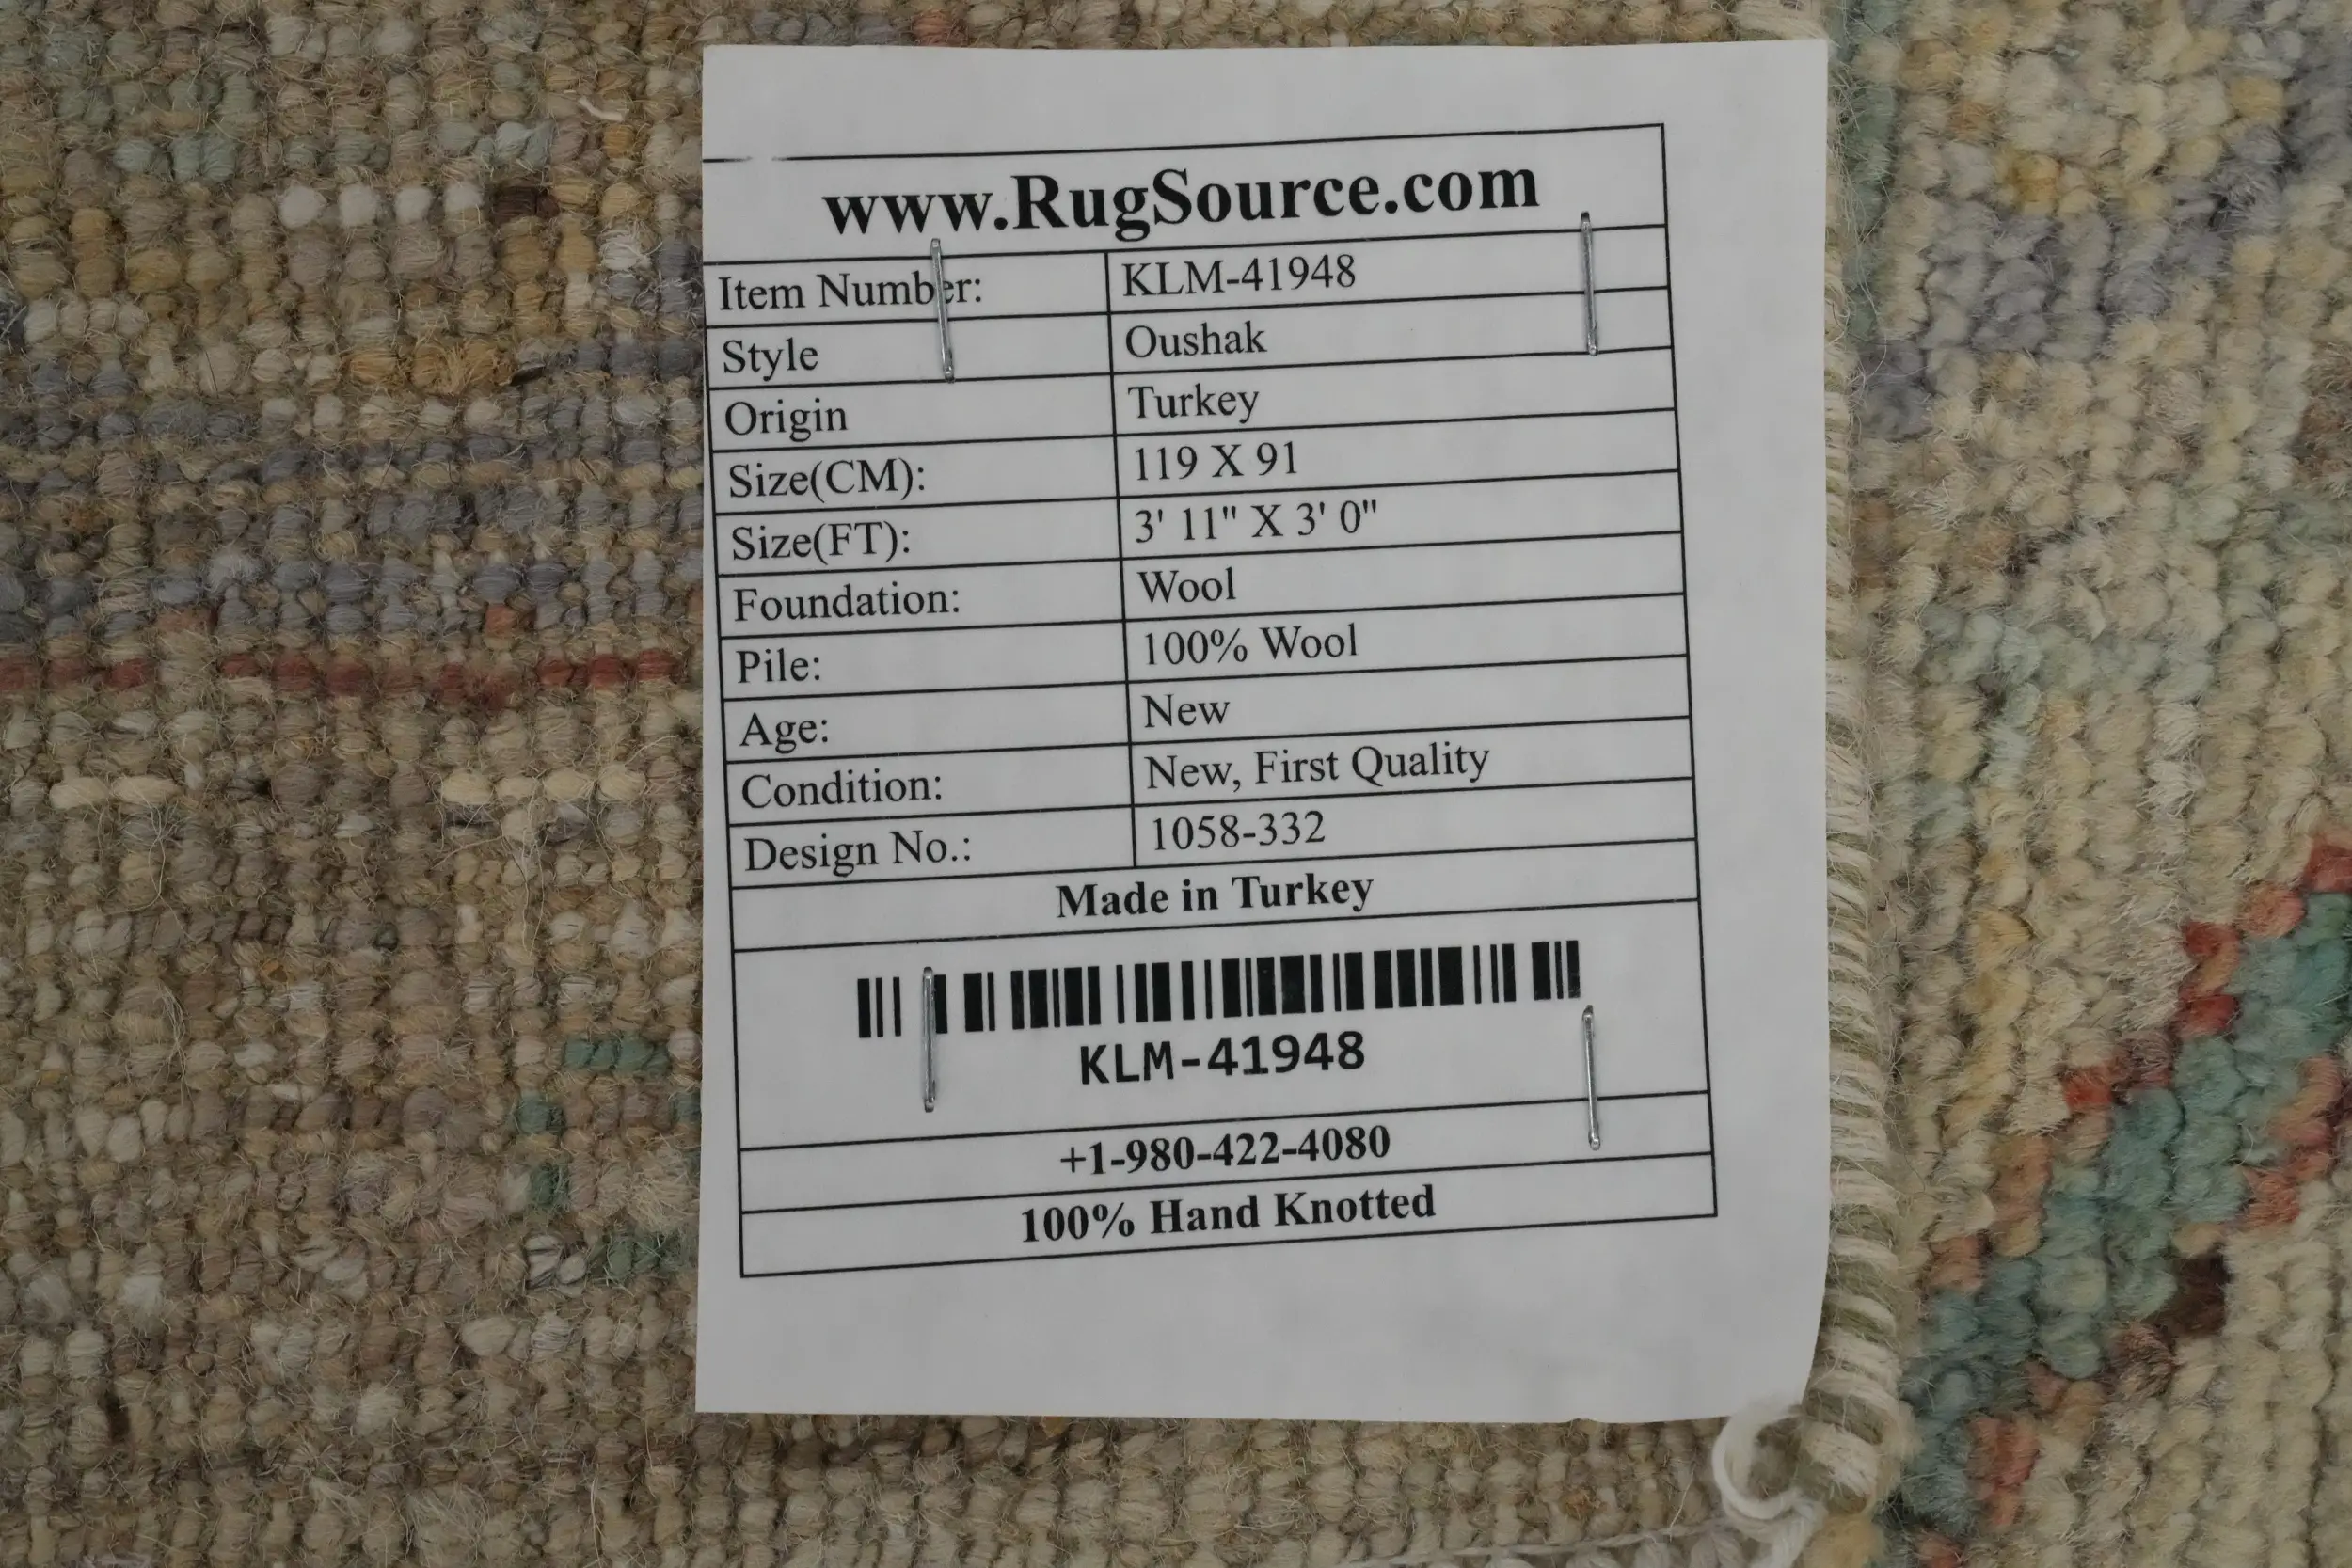 www.RugSource.com
Item Number: KLM-41948
Style Oushak
Origin Turkey
Size(CM): 119 X 91
Size(FT): 3' 11" X 3' 0"
Foundation: Wool
Pile: 100% Wool
Age: New
Condition: New, First Quality
Design No.: 1058-332
Made in Turkey
KLM-41948
+1-980-422-4080
100% Hand Knotted